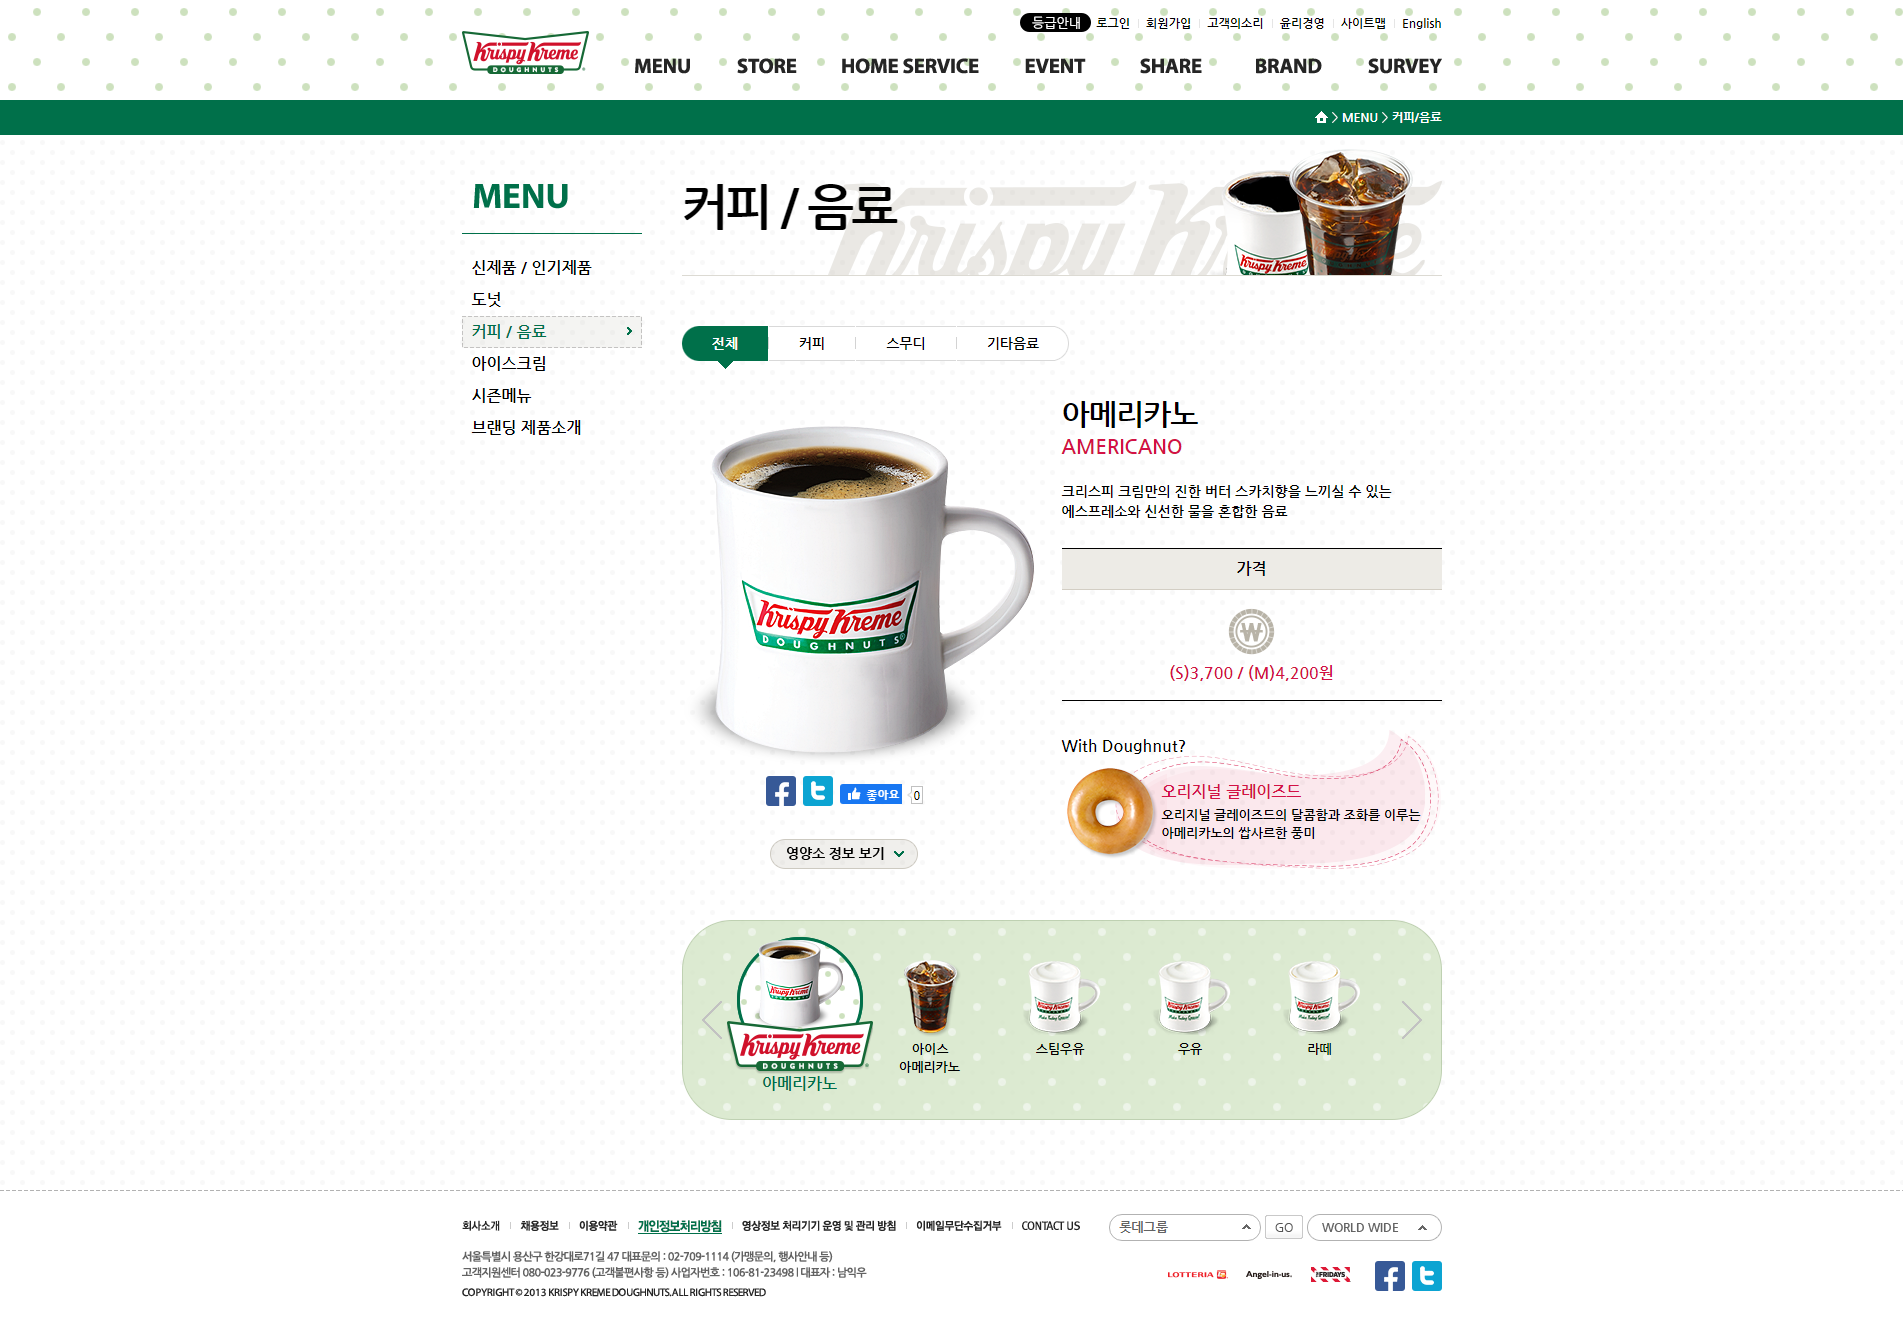 등급안내 로그인 회원가입 고객의소리 윤리경영 사이트맵 English
Krispy Kreme
DOUGHNUTS
MENU STORE HOME SERVICE EVENT SHARE BRAND SURVEY
> MENU > 커피/음료
MENU
신제품 / 인기제품
도넛
커피 / 음료
아이스크림
시즌메뉴
브랜딩 제품소개
커피 / 음료
Krispy Kreme
Krispy Kreme
전체 커피 스무디 기타음료
Krispy Kreme
DOUGHNUTS
아메리카노
AMERICANO
크리스피 크림만의 진한 버터 스카치향을 느끼실 수 있는
에스프레소와 신선한 물을 혼합한 음료
가격
(S)3,700 / (M)4,200원
With Doughnut?
오리지널 글레이즈드
오리지널 글레이즈드의 달콤함과 조화를 이루는
아메리카노의 쌉사르한 풍미
좋아요 0
영양소 정보 보기
Krispy Kreme
Krispy Kreme
DOUGHNUTS
아메리카노
아이스
아메리카노
Krispy Kreme
스팀우유
Krispy Kreme
우유
Krispy Kreme
라떼
회사소개 채용정보 이용약관 개인정보처리방침 영상정보 처리기기 운영 및 관리 방침 이메일무단수집거부 CONTACT US
롯데그룹 GO WORLD WIDE
서울특별시 용산구 한강대로71길 47 대표문의 : 02-709-1114 (가맹문의, 행사안내 등)
고객지원센터 080-023-9776 (고객불편사항 등) 사업자번호 : 106-81-23498 | 대표자 : 남익우
COPYRIGHT © 2013 KRISPY KREME DOUGHNUTS. ALL RIGHTS RESERVED
LOTTERIA Angel-in-us. FRIDAYS